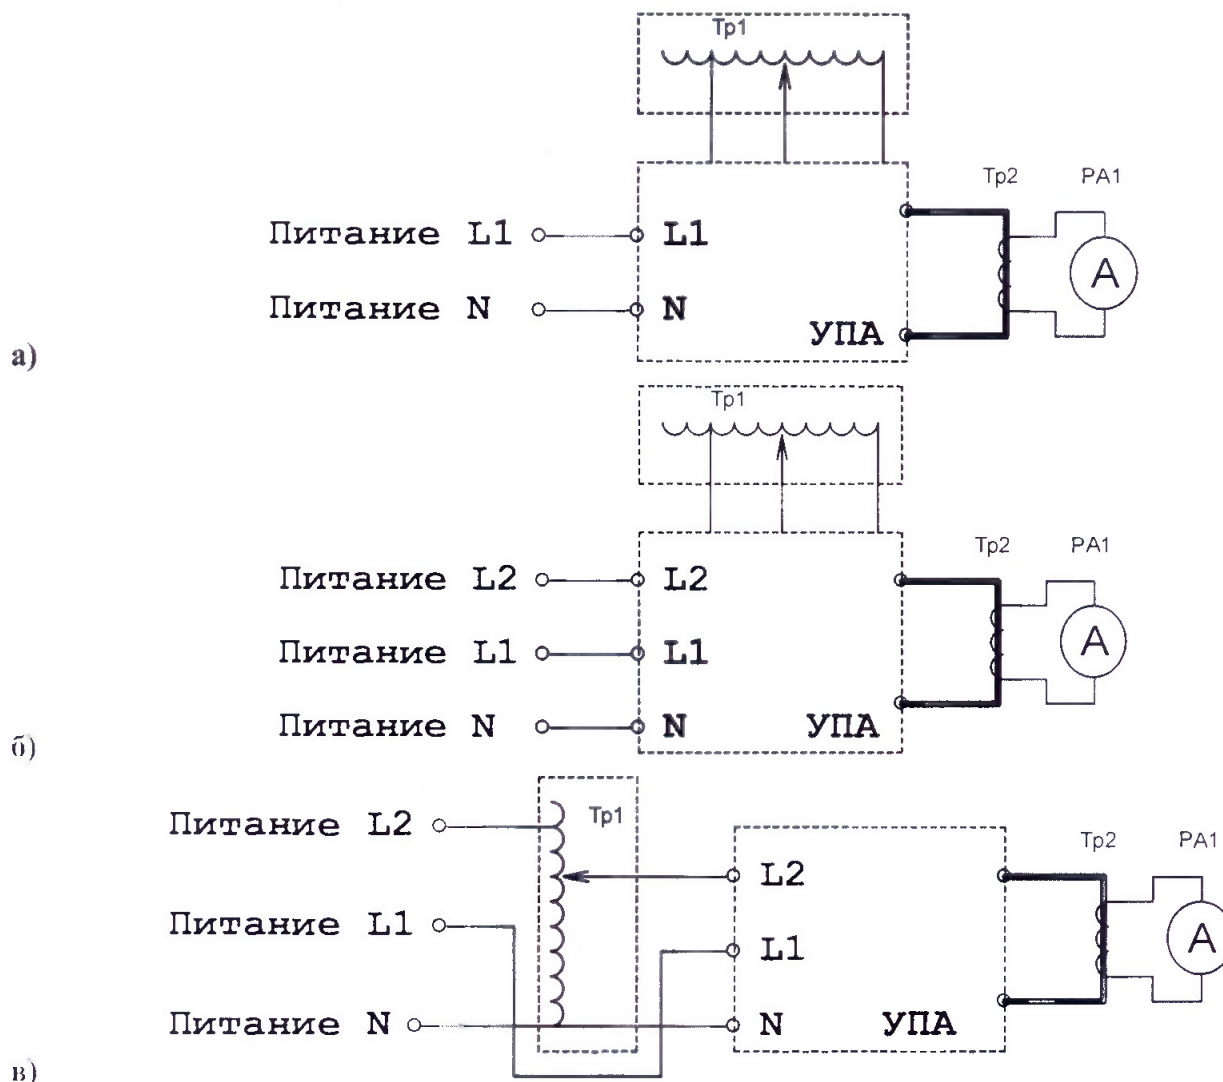 Тр1
Тр2 РА1
Питание L1 L1 А
Питание N N
УПА
а)
Тр1
Тр2 РА1
Питание L2 L2
Питание L1 L1 А
Питание N N УПА
б)
Питание L2 Тр1 Тр2 РА1
L2
Питание L1 L1 А
Питание N N УПА
в)